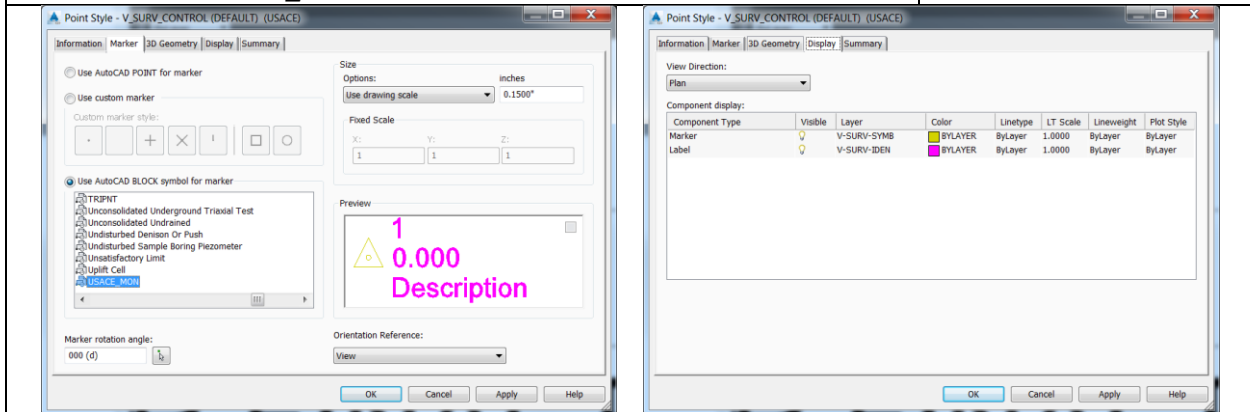 Point Style - V_SURV_CONTROL (DEFAULT) (USACE)
Information Marker 3D Geometry Display Summary
Use AutoCAD POINT for marker
Use custom marker
Custom marker style:
Use AutoCAD BLOCK symbol for marker
TRIPNT
Unconsolidated Underground Triaxial Test
Unconsolidated Undrained
Undisturbed Denison Or Push
Undisturbed Sample Boring Piezometer
Unsatisfactory Limit
Uplift Cell
USACE_MON
Marker rotation angle:
000 (d)
Size
Options: inches
Use drawing scale 0.1500"
Fixed Scale
X: Y: Z:
1 1 1
Preview
1
0.000
Description
Orientation Reference:
View
OK Cancel Apply Help
Point Style - V_SURV_CONTROL (DEFAULT) (USACE)
Information Marker 3D Geometry Display Summary
View Direction:
Plan
Component display:
Component Type Visible Layer Color Linetype LT Scale Lineweight Plot Style
Marker V-SURV-SYMB BYLAYER ByLayer 1.0000 ByLayer ByLayer
Label V-SURV-IDEN BYLAYER ByLayer 1.0000 ByLayer ByLayer
OK Cancel Apply Help